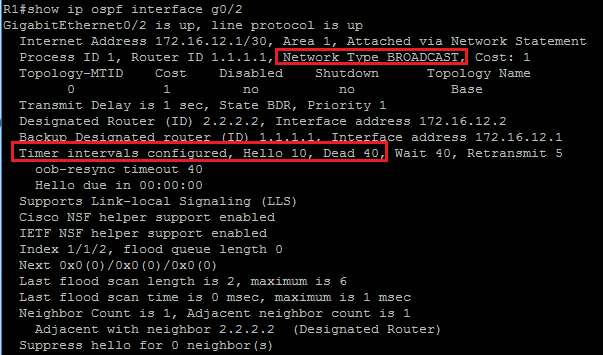 R1#show ip ospf interface g0/2
GigabitEthernet0/2 is up, line protocol is up
Internet Address 172.16.12.1/30, Area 1, Attached via Network Statement
Process ID 1, Router ID 1.1.1.1, Network Type BROADCAST, Cost: 1
Topology-MTID Cost Disabled Shutdown Topology Name
0 1 no no Base
Transmit Delay is 1 sec, State BDR, Priority 1
Designated Router (ID) 2.2.2.2, Interface address 172.16.12.2
Backup Designated router (ID) 1.1.1.1, Interface address 172.16.12.1
Timer intervals configured, Hello 10, Dead 40, Wait 40, Retransmit 5
oob-resync timeout 40
Hello due in 00:00:00
Supports Link-local Signaling (LLS)
Cisco NSF helper support enabled
IETF NSF helper support enabled
Index 1/1/2, flood queue length 0
Next 0x0(0)/0x0(0)/0x0(0)
Last flood scan length is 2, maximum is 6
Last flood scan time is 0 msec, maximum is 1 msec
Neighbor Count is 1, Adjacent neighbor count is 1
Adjacent with neighbor 2.2.2.2 (Designated Router)
Suppress hello for 0 neighbor(s)